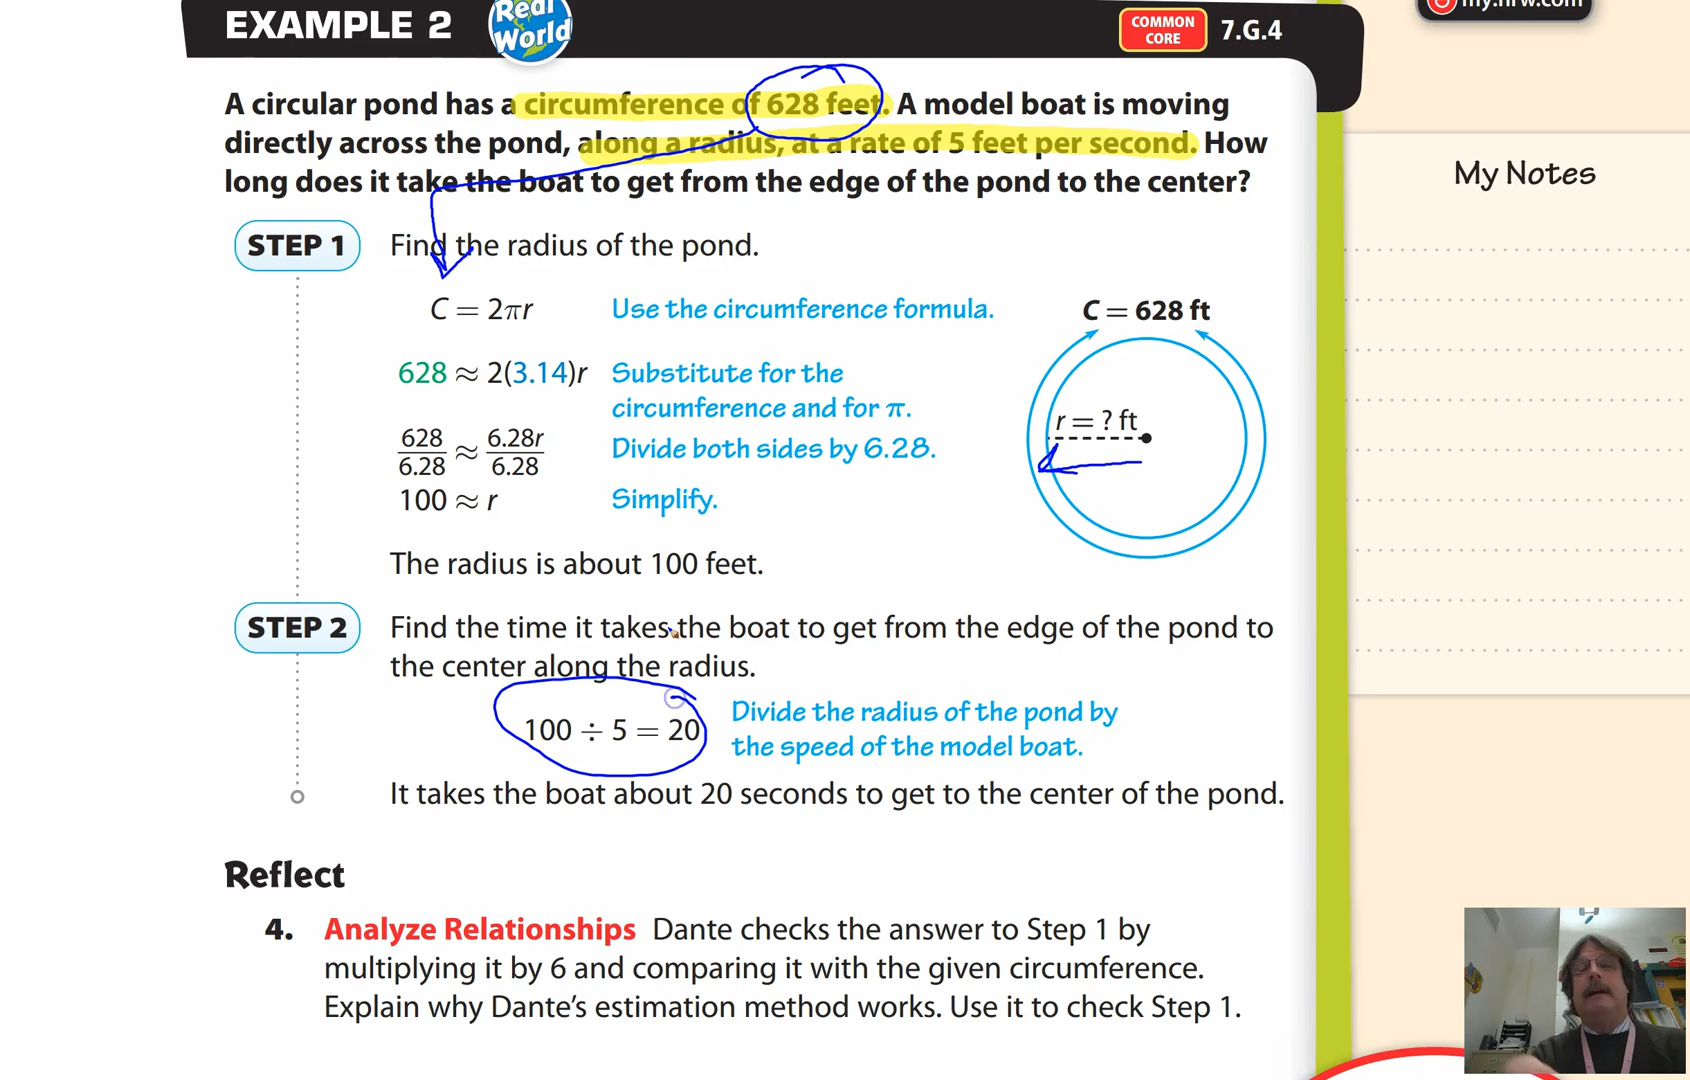 EXAMPLE 2
Real
World
COMMON
CORE
7.G.4
my.hrw.com
A circular pond has a circumference of 628 feet. A model boat is moving
directly across the pond, along a radius, at a rate of 5 feet per second. How
long does it take the boat to get from the edge of the pond to the center?
My Notes
STEP 1
Find the radius of the pond.
C = 2πr
Use the circumference formula.
C = 628 ft
628 ≈ 2(3.14)r
Substitute for the
circumference and for π.
r = ? ft
628/6.28 ≈ 6.28r/6.28
Divide both sides by 6.28.
100 ≈ r
Simplify.
The radius is about 100 feet.
STEP 2
Find the time it takes the boat to get from the edge of the pond to
the center along the radius.
100 ÷ 5 = 20
Divide the radius of the pond by
the speed of the model boat.
It takes the boat about 20 seconds to get to the center of the pond.
Reflect
4. Analyze Relationships Dante checks the answer to Step 1 by
multiplying it by 6 and comparing it with the given circumference.
Explain why Dante's estimation method works. Use it to check Step 1.